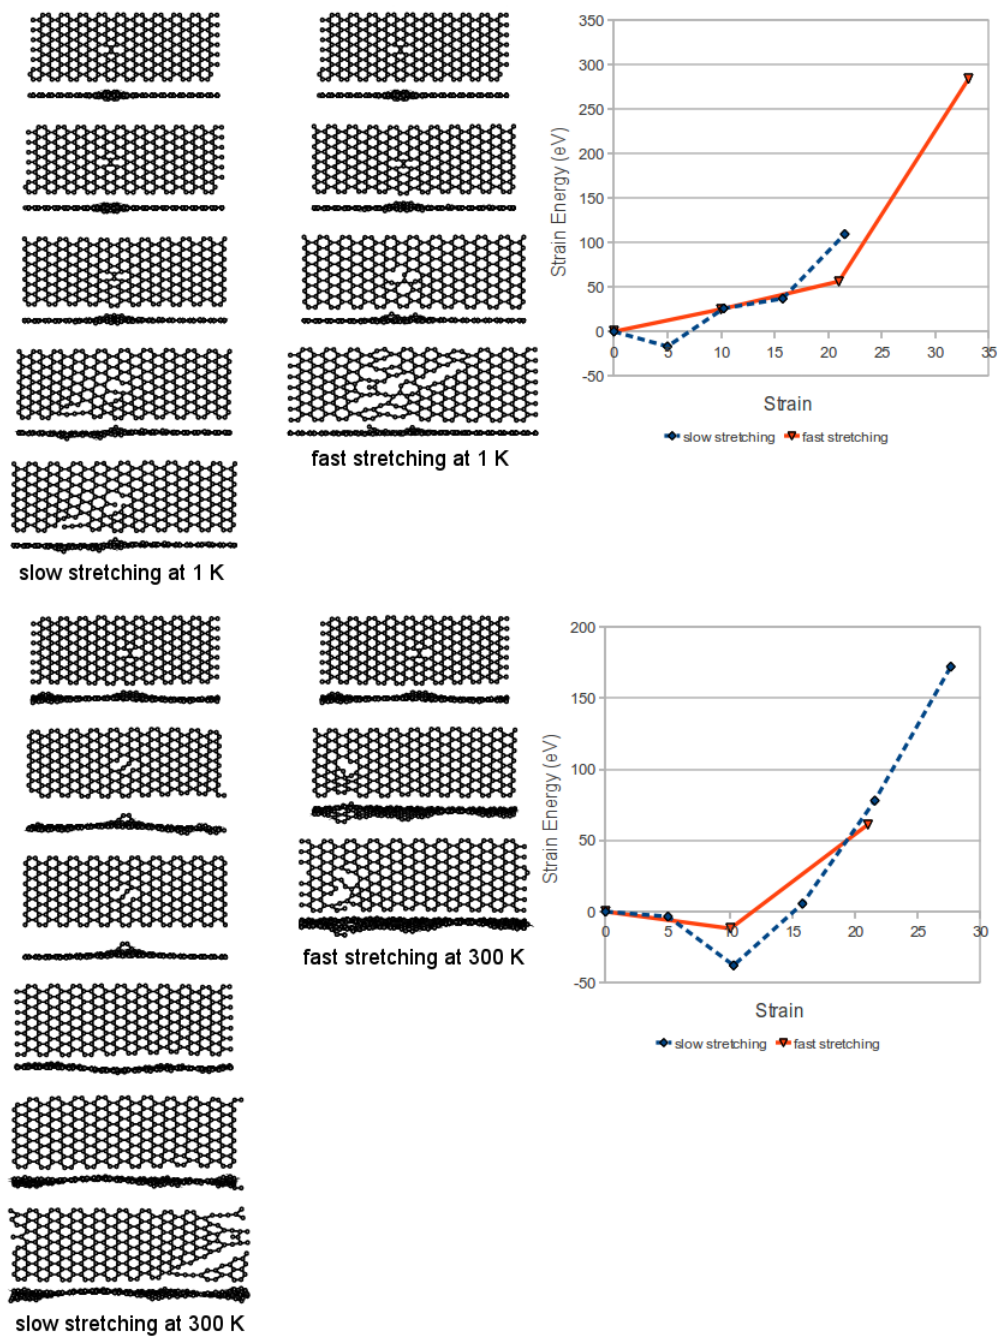 350
300
250
200
150
100
50
0
-50
0 5 10 15 20 25 30 35
Strain Energy (eV)
Strain
slow stretching fast stretching
fast stretching at 1 K
slow stretching at 1 K
200
150
100
50
0
-50
0 5 10 15 20 25 30
Strain Energy (eV)
Strain
slow stretching fast stretching
fast stretching at 300 K
slow stretching at 300 K